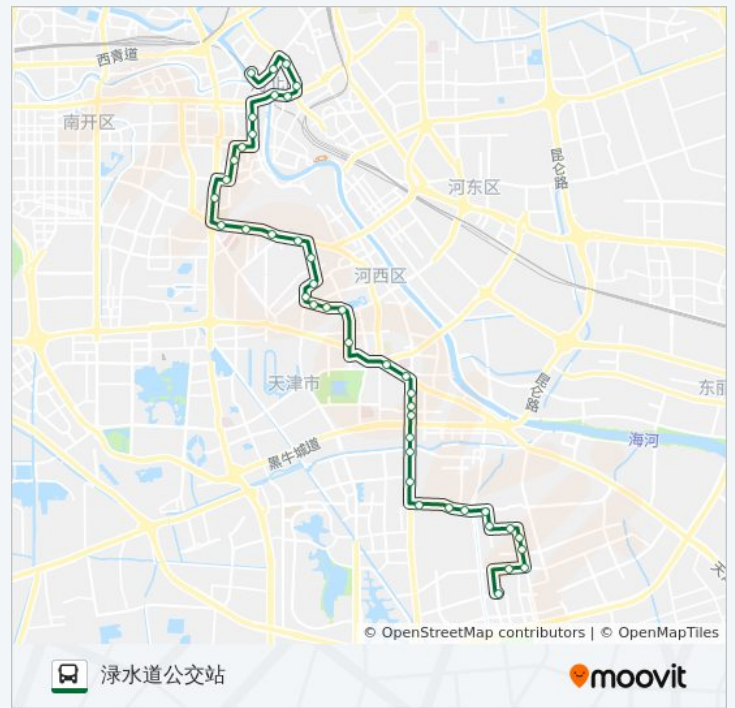 西青道
南开区
昆仑路
河东区
河西区
天津市
昆仑路
东丽
海河
黑牛城道
天
© OpenStreetMap contributors | © OpenMapTiles
渌水道公交站
moovit